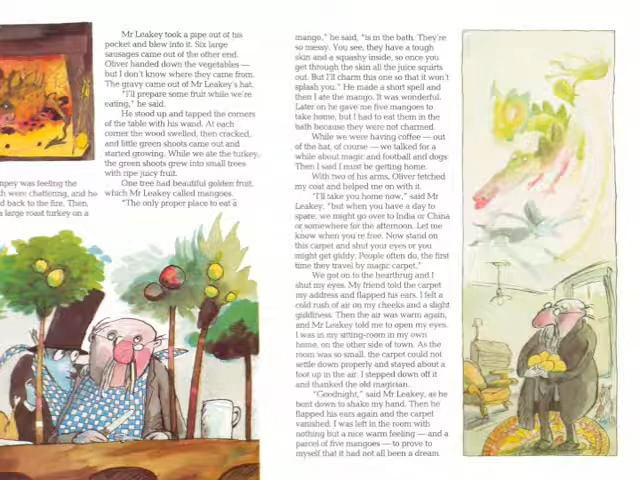 mpey was feeling the
th were chattering, and he
d back to the fire. Then,
a large roast turkey on a
Mr Leakey took a pipe out of his
pocket and blew into it. Six large
sausages came out of the other end.
Oliver handed down the vegetables —
but I don't know where they came from.
The gravy came out of Mr Leakey's hat.
"I'll prepare some fruit while we're
eating," he said.
He stood up and tapped the corners
of the table with his wand. At each
corner the wood swelled, then cracked,
and little green shoots came out and
started growing. While we ate the turkey,
the green shoots grew into small trees
with ripe juicy fruit.
One tree had beautiful golden fruit,
which Mr Leakey called mangoes.
"The only proper place to eat a
mango," he said, "is in the bath. They're
so messy. You see, they have a tough
skin and a squashy inside, so once you
get through the skin all the juice squirts
out. But I'll charm this one so that it won't
splash you." He made a short spell and
then I ate the mango. It was wonderful.
Later on he gave me five mangoes to
take home, but I had to eat them in the
bath because they were not charmed.
While we were having coffee — out
of the hat, of course — we talked for a
while about magic and football and dogs.
Then I said I must be getting home.
With two of his arms, Oliver fetched
my coat and helped me on with it.
"I'll take you home now," said Mr
Leakey, "but when you have a day to
spare, we might go over to India or China
or somewhere for the afternoon. Let me
know when you're free. Now stand on
this carpet and shut your eyes or you
might get giddy. People often do, the first
time they travel by magic carpet."
We got on to the hearthrug and I
shut my eyes. My friend told the carpet
my address and flapped his ears. I felt a
cold rush of air on my cheeks and a slight
giddiness. Then the air was warm again,
and Mr Leakey told me to open my eyes.
I was in my sitting-room in my own
home, on the other side of town. As the
room was so small, the carpet could not
settle down properly and stayed about a
foot up in the air. I stepped down off it
and thanked the old magician.
"Goodnight," said Mr Leakey, as he
bent down to shake my hand. Then he
flapped his ears again and the carpet
vanished. I was left in the room with
nothing but a nice warm feeling — and a
parcel of five mangoes — to prove to
myself that it had not all been a dream.